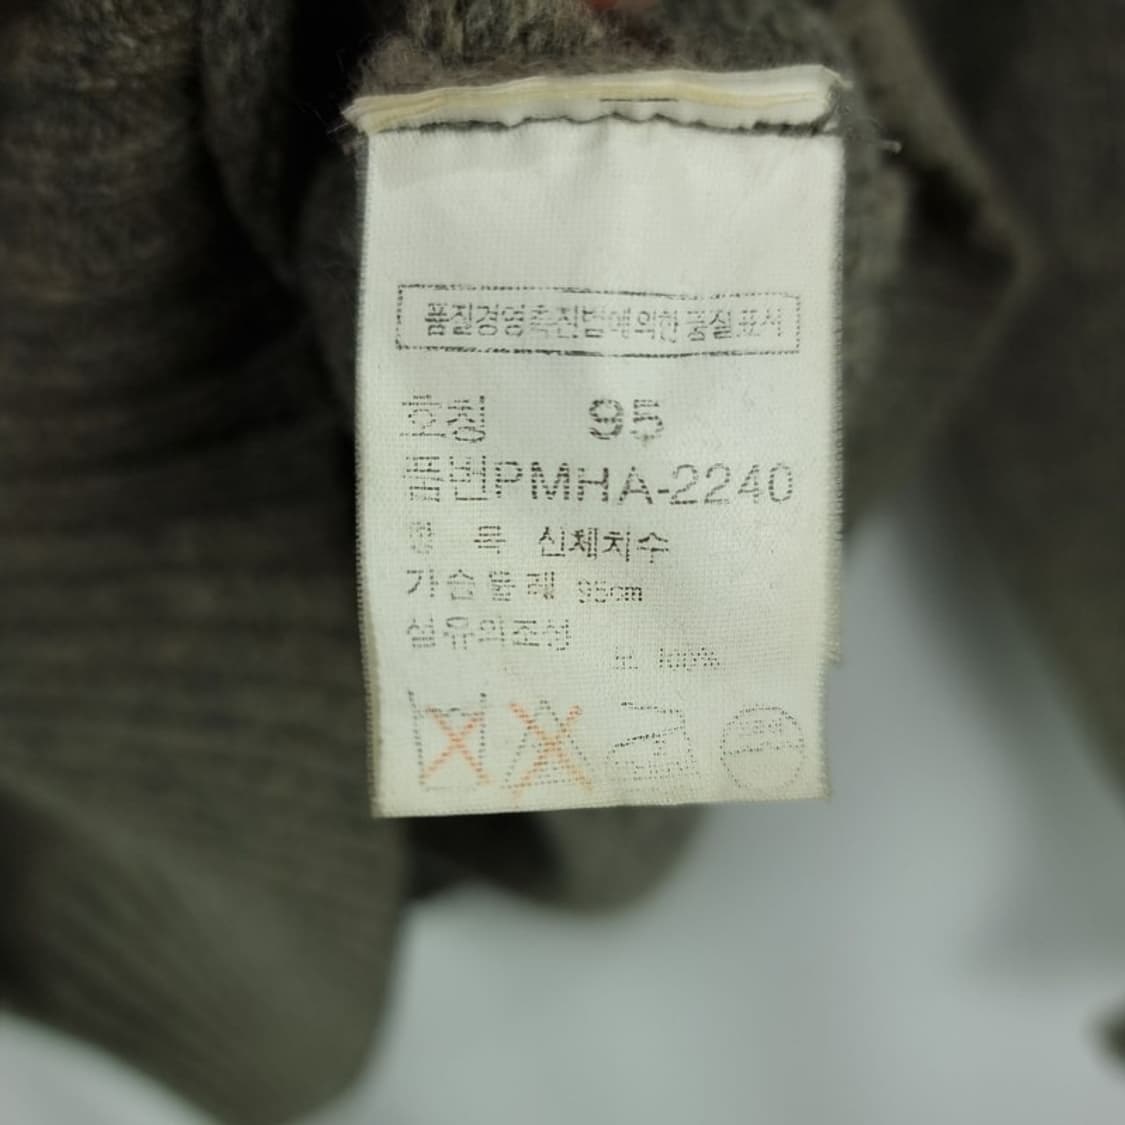 품질경영촉진법에의한 품질표시
호칭 95
품번PMHA-2240
항 목 신체치수
가슴둘레 95cm
섬유의조성
100%